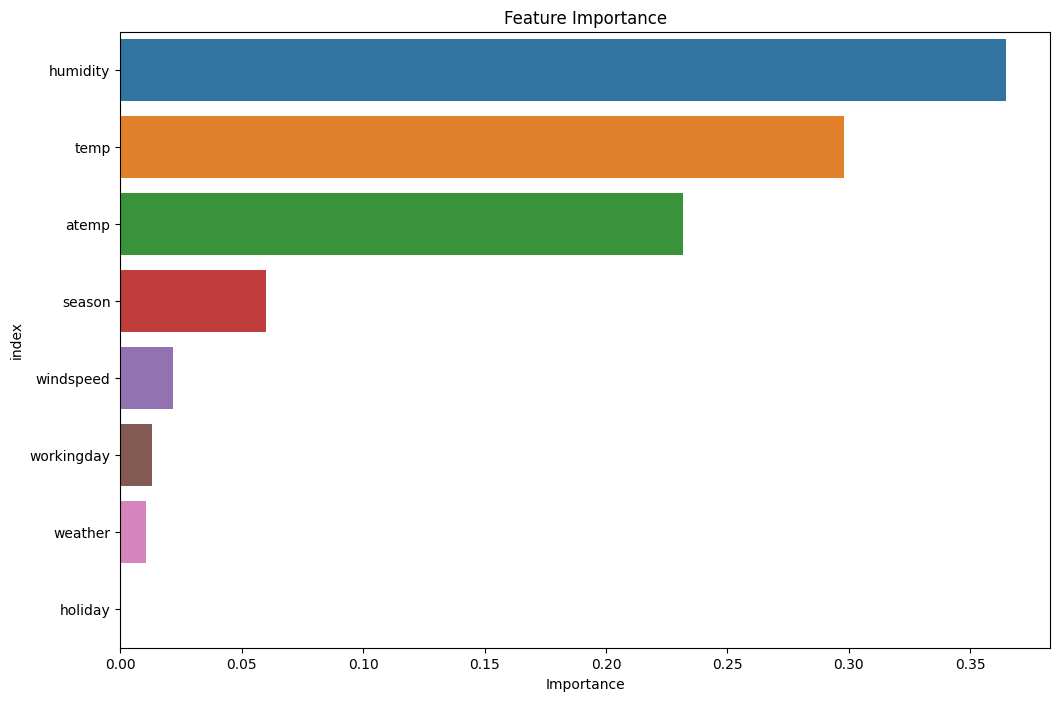 Feature Importance
humidity
temp
atemp
season
windspeed
workingday
weather
holiday
index
0.00 0.05 0.10 0.15 0.20 0.25 0.30 0.35
Importance